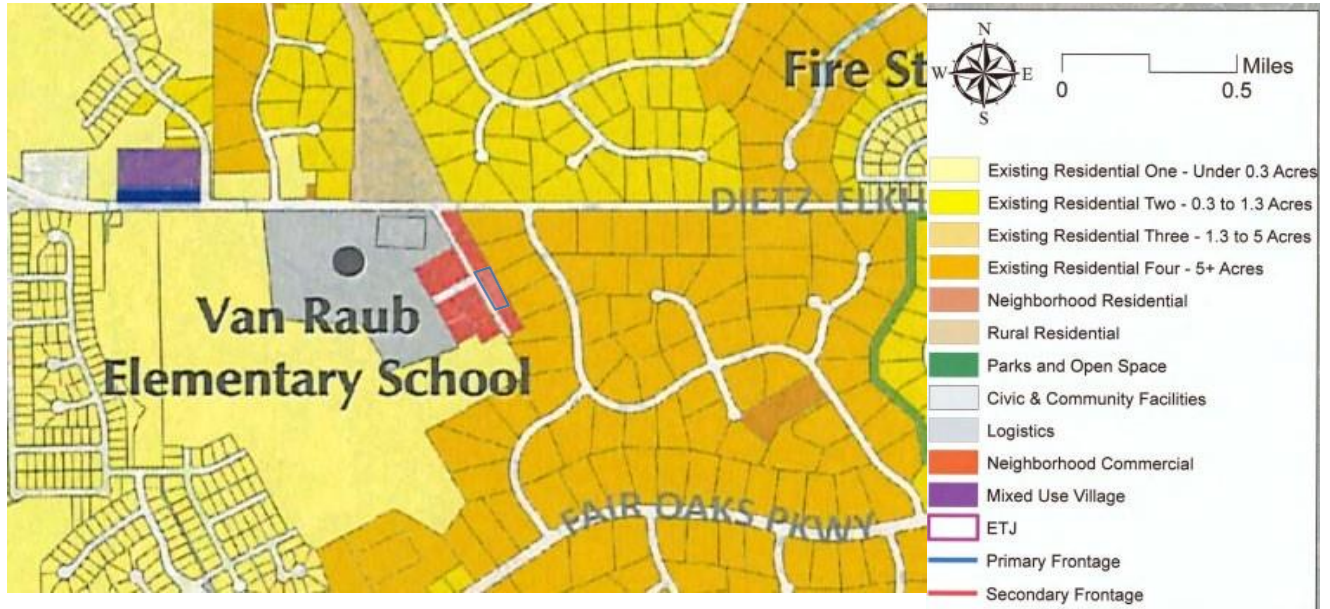 Fire St
DIETZ ELKH
Van Raub
Elementary School
FAIR OAKS PKWY
N
W E
S
Miles
0 0.5
Existing Residential One - Under 0.3 Acres
Existing Residential Two - 0.3 to 1.3 Acres
Existing Residential Three - 1.3 to 5 Acres
Existing Residential Four - 5+ Acres
Neighborhood Residential
Rural Residential
Parks and Open Space
Civic & Community Facilities
Logistics
Neighborhood Commercial
Mixed Use Village
ETJ
Primary Frontage
Secondary Frontage